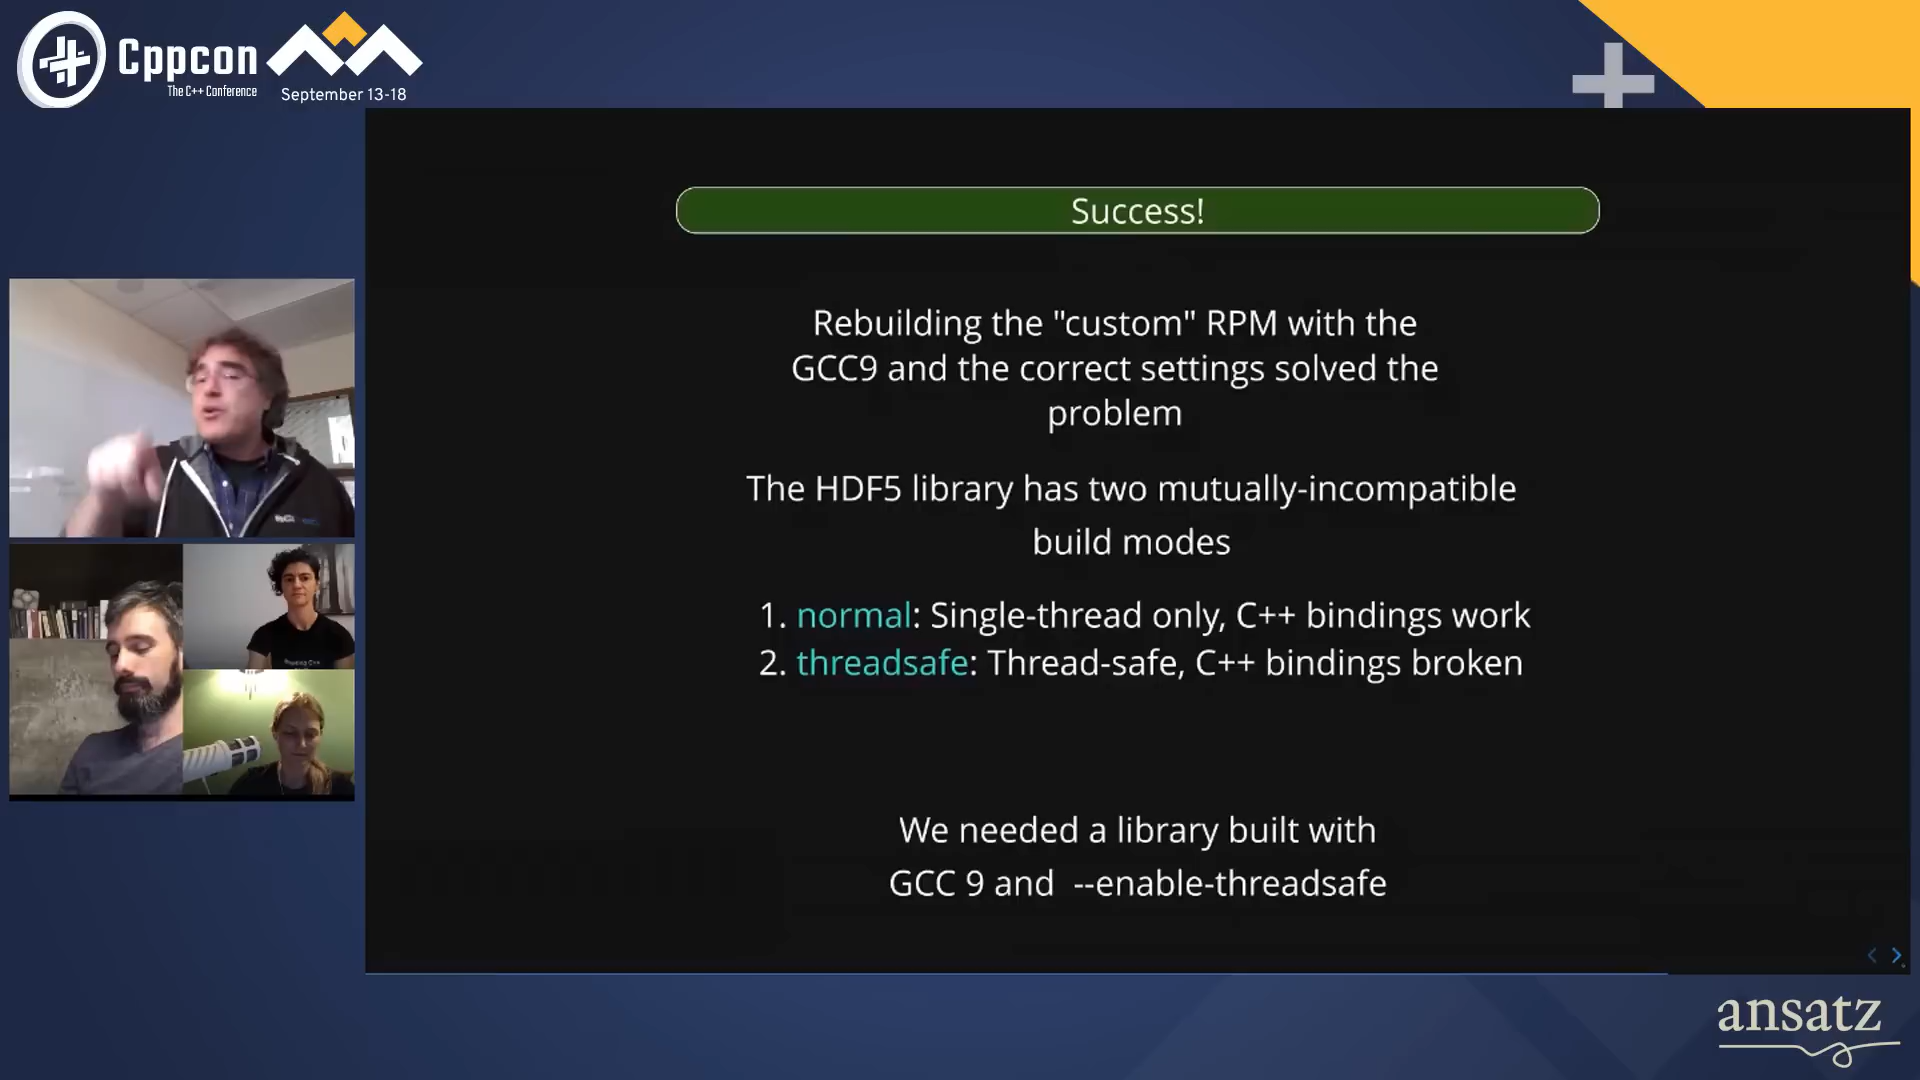 Cppcon
The C++ Conference
September 13-18
Success!
Rebuilding the "custom" RPM with the
GCC9 and the correct settings solved the
problem
The HDF5 library has two mutually-incompatible
build modes
1. normal: Single-thread only, C++ bindings work
2. threadsafe: Thread-safe, C++ bindings broken
We needed a library built with
GCC 9 and --enable-threadsafe
ansatz